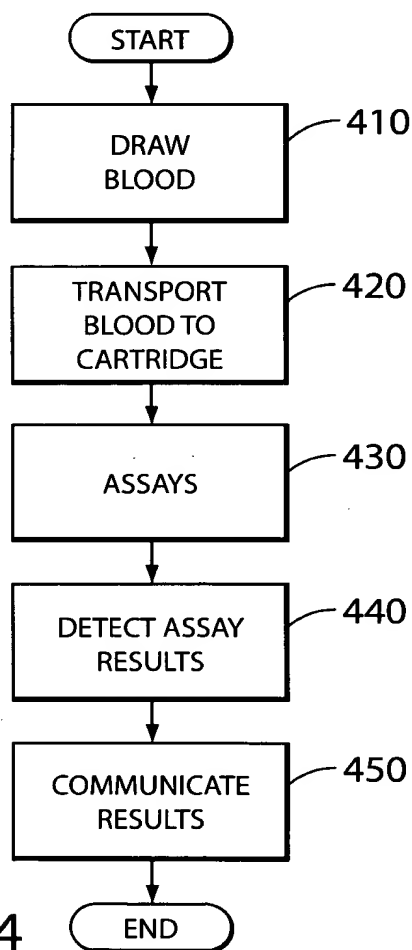 START
DRAW
BLOOD
410
TRANSPORT
BLOOD TO
CARTRIDGE
420
ASSAYS
430
DETECT ASSAY
RESULTS
440
COMMUNICATE
RESULTS
450
END
4